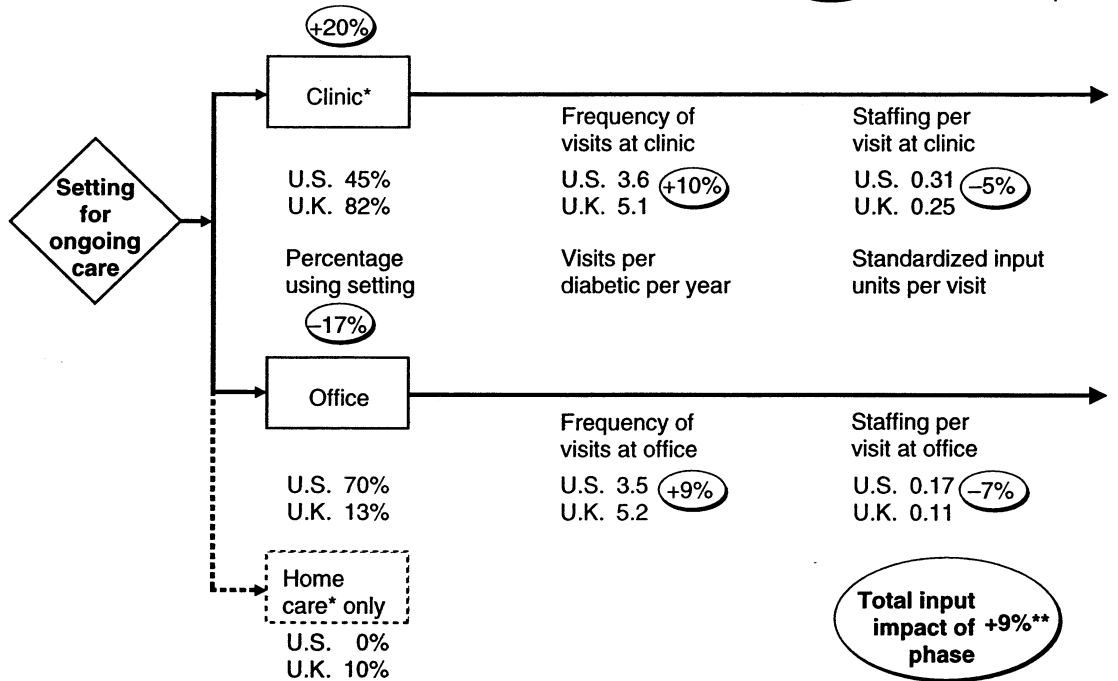 +20%
Clinic*
Setting
for
ongoing
care
U.S. 45%
U.K. 82%
Percentage
using setting
Frequency of
visits at clinic
U.S. 3.6
U.K. 5.1
+10%
Visits per
diabetic per year
Staffing per
visit at clinic
U.S. 0.31
U.K. 0.25
–5%
Standardized input
units per visit
–17%
Office
U.S. 70%
U.K. 13%
Frequency of
visits at office
U.S. 3.5
U.K. 5.2
+9%
Staffing per
visit at office
U.S. 0.17
U.K. 0.11
–7%
Home
care* only
U.S. 0%
U.K. 10%
Total input
impact of +9%**
phase